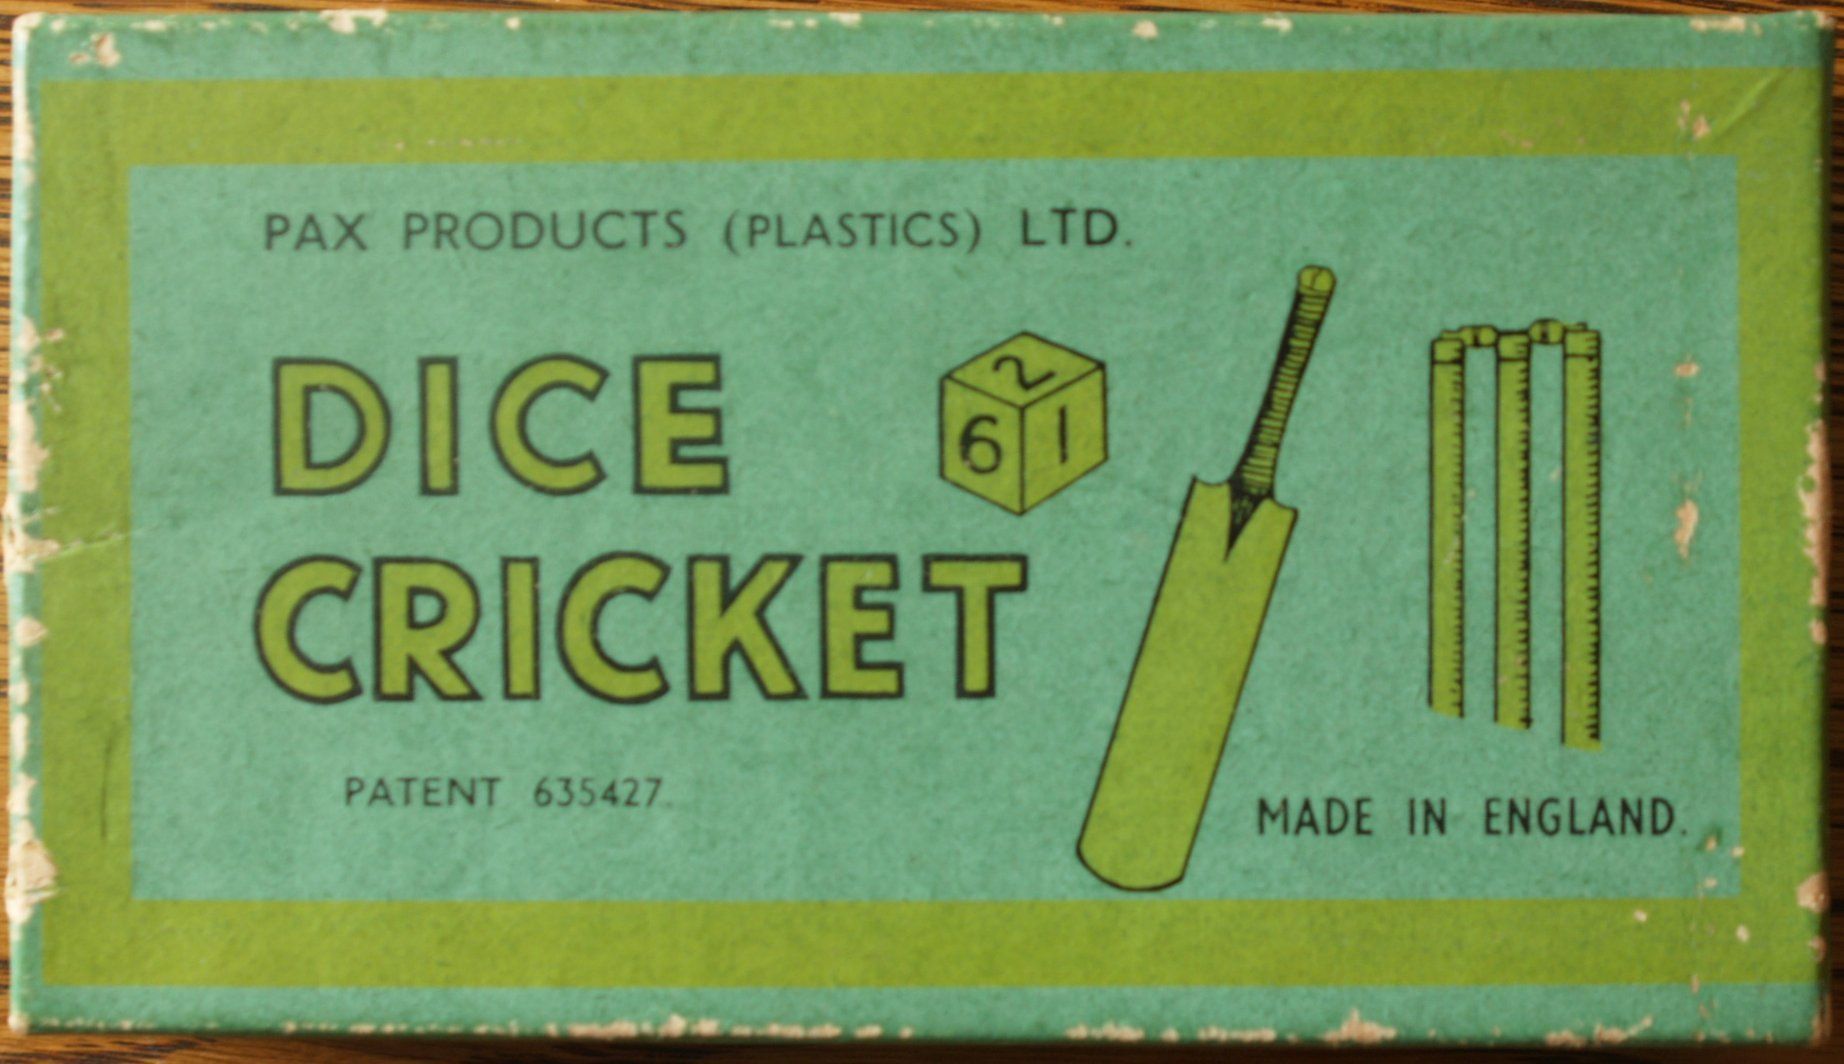 PAX PRODUCTS (PLASTICS) LTD.
DICE
2
6 1
CRICKET
PATENT 635427.
MADE IN ENGLAND.